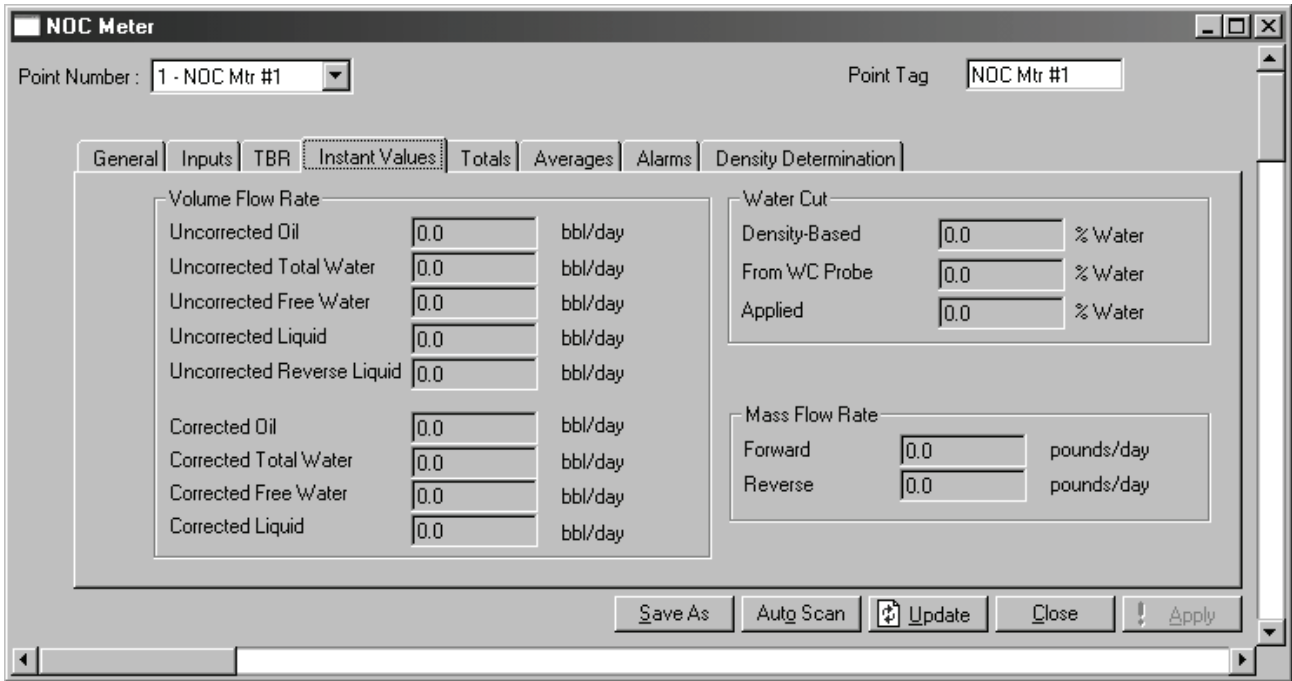 NOC Meter
Point Number : 1 - NOC Mtr #1 Point Tag NOC Mtr #1
General Inputs TBR Instant Values Totals Averages Alarms Density Determination
Volume Flow Rate
Uncorrected Oil 0.0 bbl/day
Uncorrected Total Water 0.0 bbl/day
Uncorrected Free Water 0.0 bbl/day
Uncorrected Liquid 0.0 bbl/day
Uncorrected Reverse Liquid 0.0 bbl/day
Corrected Oil 0.0 bbl/day
Corrected Total Water 0.0 bbl/day
Corrected Free Water 0.0 bbl/day
Corrected Liquid 0.0 bbl/day
Water Cut
Density-Based 0.0 % Water
From WC Probe 0.0 % Water
Applied 0.0 % Water
Mass Flow Rate
Forward 0.0 pounds/day
Reverse 0.0 pounds/day
Save As Auto Scan Update Close ! Apply